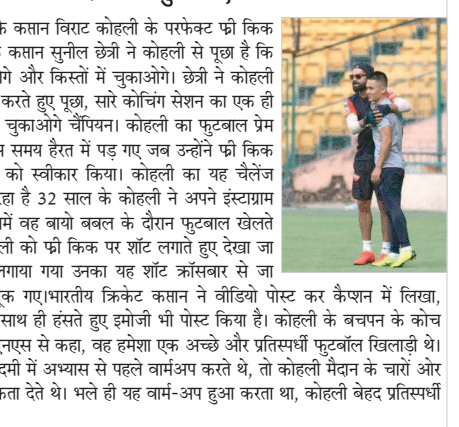 के कप्तान विराट कोहली के परफेक्ट फ्री किक
कप्तान सुनील छेत्री ने कोहली से पूछा है कि
और किस्तों में चुकाओगे। छेत्री ने कोहली
करते हुए पूछा, सारे कोचिंग सेशन का एक ही
चुकाओगे चैंपियन। कोहली का फुटबाल प्रेम
समय हैरत में पड़ गए जब उन्होंने फ्री किक
को स्वीकार किया। कोहली का यह चैलेंज
है 32 साल के कोहली ने अपने इंस्टाग्राम
में वह बायो बबल के दौरान फुटबाल खेलते
को फ्री किक पर शॉट लगाते हुए देखा जा
लगाया गया उनका यह शॉट क्रॉसबार से जा
गए।भारतीय क्रिकेट कप्तान ने वीडियो पोस्ट कर कैप्शन में लिखा,
साथ ही हंसते हुए इमोजी भी पोस्ट किया है। कोहली के बचपन के कोच
से कहा, वह हमेशा एक अच्छे और प्रतिस्पर्धी फुटबॉल खिलाड़ी थे।
में अभ्यास से पहले वार्मअप करते थे, तो कोहली मैदान के चारों ओर
देते थे। भले ही यह वार्म-अप हुआ करता था, कोहली बेहद प्रतिस्पर्धी